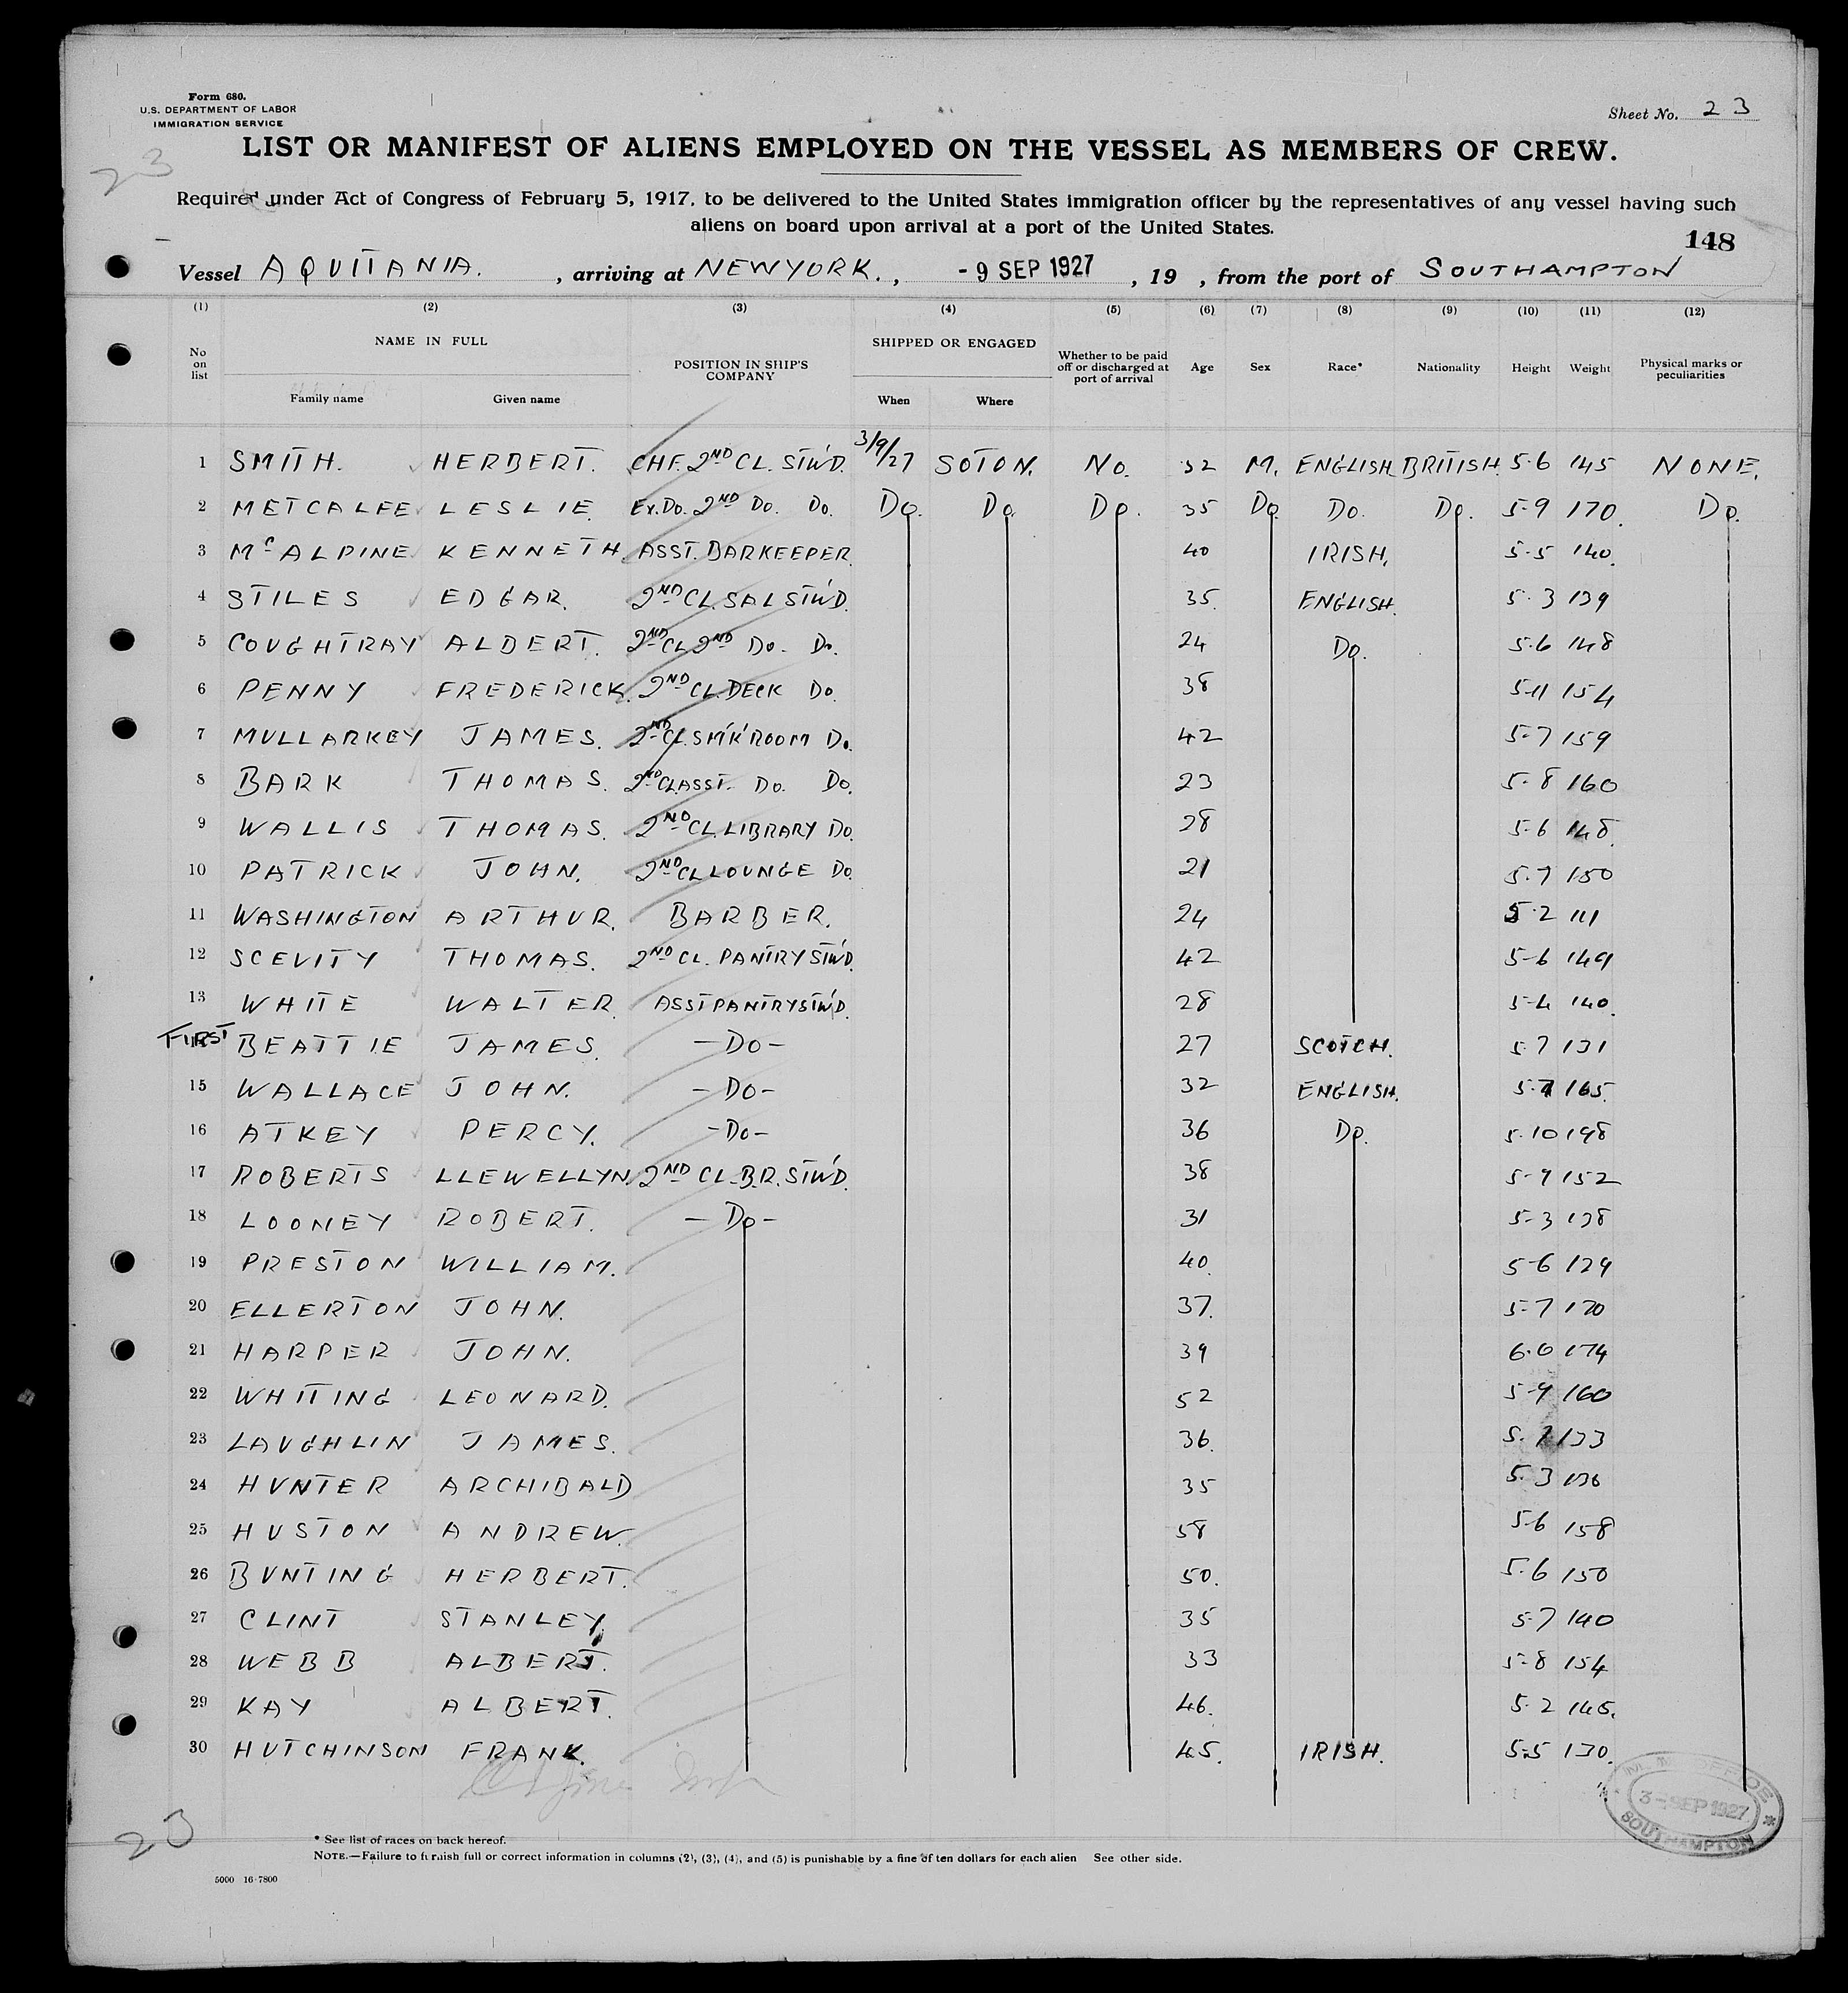 Form 680.
U.S. DEPARTMENT OF LABOR
IMMIGRATION SERVICE
Sheet No. 23
23
LIST OR MANIFEST OF ALIENS EMPLOYED ON THE VESSEL AS MEMBERS OF CREW.
Required under Act of Congress of February 5, 1917, to be delivered to the United States immigration officer by the representatives of any vessel having such
aliens on board upon arrival at a port of the United States.
148
Vessel AQUITANIA. , arriving at NEWYORK. , - 9 SEP 1927 , 19 , from the port of SOUTHAMPTON
(1) (2) (3) (4) (5) (6) (7) (8) (9) (10) (11) (12)
No on list NAME IN FULL Family name Given name POSITION IN SHIP'S COMPANY SHIPPED OR ENGAGED When Where Whether to be paid off or discharged at port of arrival Age Sex Race* Nationality Height Weight Physical marks or peculiarities
1 SMITH. HERBERT. CHF. 2ND CL. STW'D. 3/9/27 SOTON. No. 32 M. ENGLISH BRITISH. 5.6 145 NONE.
2 METCALFE LESLIE. Ex. Do. 2ND Do. Do. Do. Do. Do. 35 Do. Do. Do. 5-9 170. Do.
3 McALPINE KENNETH. ASST. BARKEEPER. 40 IRISH. 5-5 140.
4 STILES EDGAR. 2ND CL. SAL STW'D. 35. ENGLISH. 5.3 139
5 COUGHTRAY ALBERT. 2ND CL 2ND Do. Do. 24 Do. 5.6 148
6 PENNY FREDERICK. 2ND CL. DECK Do. 38 5-11 154
7 MULLARKEY JAMES. 2ND CL. SM'K'ROOM Do. 42 5-7 159
8 BARK THOMAS. 2ND CL ASST. Do. Do. 23 5-8 160
9 WALLIS THOMAS. 2ND CL. LIBRARY Do. 28 5-6 148.
10 PATRICK JOHN. 2ND CL LOUNGE Do. 21 5.7 150
11 WASHINGTON ARTHUR. BARBER. 24 5.2 111
12 SCEVITY THOMAS. 2ND CL. PANTRY STW'D. 42 5-6 149
13 WHITE WALTER. ASST PANTRY STW'D. 28 5-4 140.
FIRST BEATTIE JAMES. -Do- 27 SCOTCH. 5.7 131
15 WALLACE JOHN. -Do- 32 ENGLISH. 5.7 165.
16 ATKEY PERCY. -Do- 36 Do. 5.10 198
17 ROBERTS LLEWELLYN. 2ND CL. B.R. STW'D. 38 5-9 152
18 LOONEY ROBERT. -Do- 31 5-3 138
19 PRESTON WILLIAM. 40. 5-6 129
20 ELLERTON JOHN. 37. 5-7 170
21 HARPER JOHN. 39 6.0 174
22 WHITING LEONARD. 52 5-9 160
23 LAUGHLIN JAMES. 36. 5. 133
24 HUNTER ARCHIBALD 35 5.3 130
25 HUSTON ANDREW. 58 5-6 158
26 BUNTING HERBERT. 50. 5.6 150
27 CLINT STANLEY. 35 5-7 140
28 WEBB ALBERT. 33 5-8 154
29 KAY ALBERT. 46. 5.2 145.
30 HUTCHINSON FRANK. 45. IRISH. 5-5 130.
OFFICE
3 - SEP 1927
SOUTHAMPTON
23
* See list of races on back hereof.
NOTE.—Failure to furnish full or correct information in columns (2), (3), (4), and (5) is punishable by a fine of ten dollars for each alien See other side.
5000 16-7800